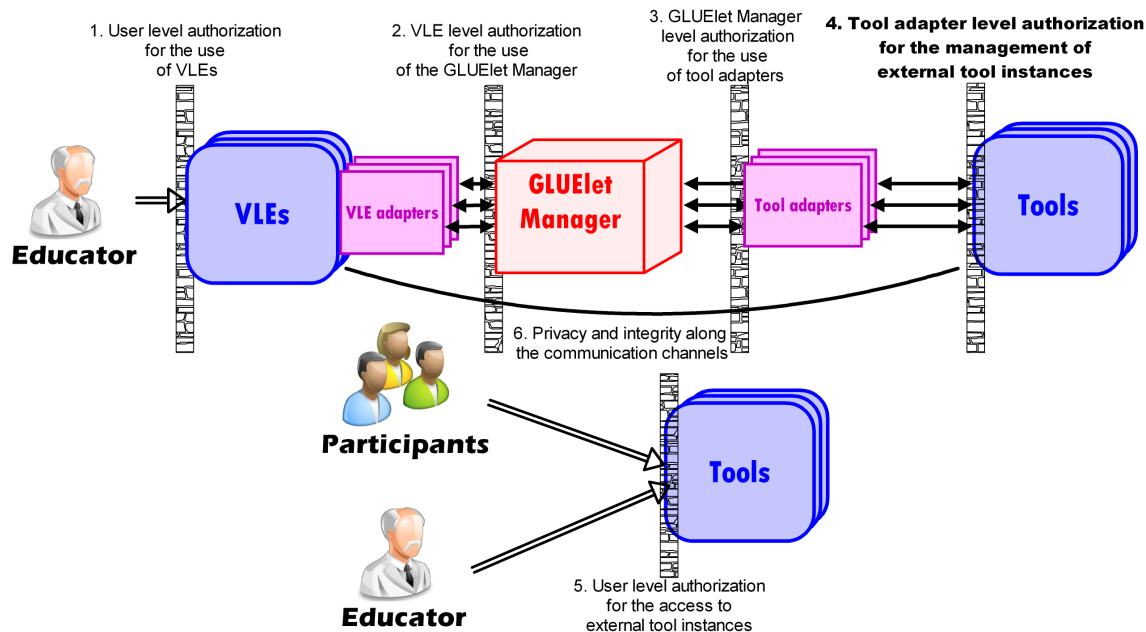 1. User level authorization
for the use
of VLEs
2. VLE level authorization
for the use
of the GLUElet Manager
3. GLUElet Manager
level authorization
for the use
of tool adapters
4. Tool adapter level authorization
for the management of
external tool instances
Educator
VLEs
VLE adapters
GLUElet
Manager
Tool adapters
Tools
6. Privacy and integrity along
the communication channels
Participants
Tools
Educator
5. User level authorization
for the access to
external tool instances